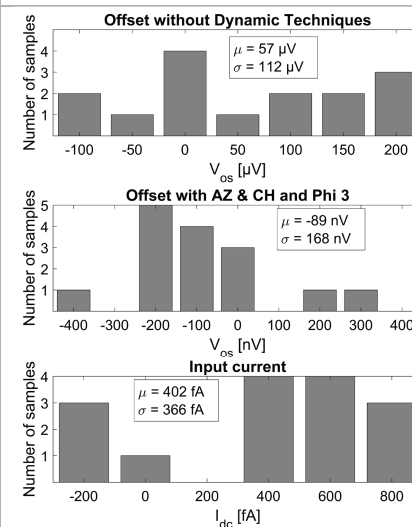 Offset without Dynamic Techniques
Number of samples
4
3
2
1
μ = 57 μV
σ = 112 μV
-100 -50 0 50 100 150 200
Vos [μV]
Offset with AZ & CH and Phi 3
Number of samples
5
4
3
2
1
μ = -89 nV
σ = 168 nV
-400 -300 -200 -100 0 100 200 300 400
Vos [nV]
Input current
Number of samples
4
3
2
1
μ = 402 fA
σ = 366 fA
-200 0 200 400 600 800
Idc [fA]